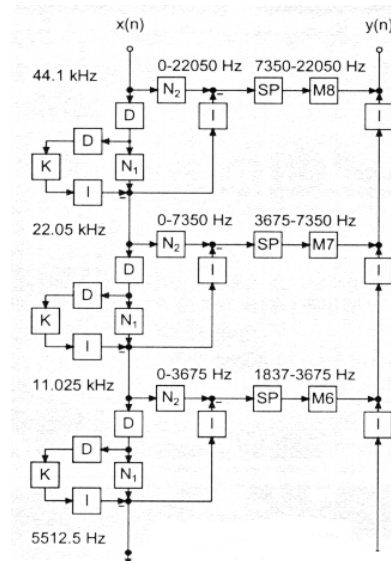 x(n) y(n)
0-22050 Hz 7350-22050 Hz
44.1 kHz
N₂ SP M8
D I I
D
K N₁
I
22.05 kHz
0-7350 Hz 3675-7350 Hz
N₂ SP M7
D I I
D
K N₁
I
11.025 kHz
0-3675 Hz 1837-3675 Hz
N₂ SP M6
D I I
D
K N₁
I
5512.5 Hz